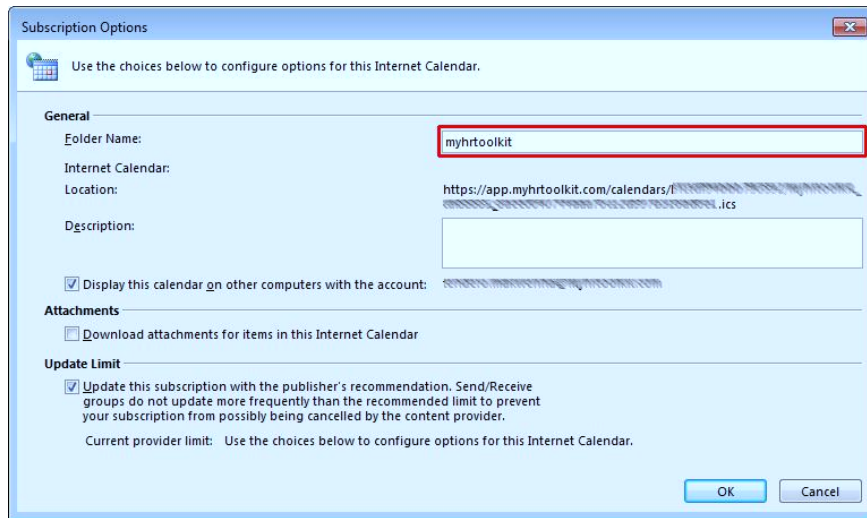 Subscription Options
Use the choices below to configure options for this Internet Calendar.
General
Folder Name: myhrtoolkit
Internet Calendar:
Location: https://app.myhrtoolkit.com/calendars/
.ics
Description:
Display this calendar on other computers with the account:
Attachments
Download attachments for items in this Internet Calendar
Update Limit
Update this subscription with the publisher's recommendation. Send/Receive
groups do not update more frequently than the recommended limit to prevent
your subscription from possibly being cancelled by the content provider.
Current provider limit: Use the choices below to configure options for this Internet Calendar.
OK Cancel